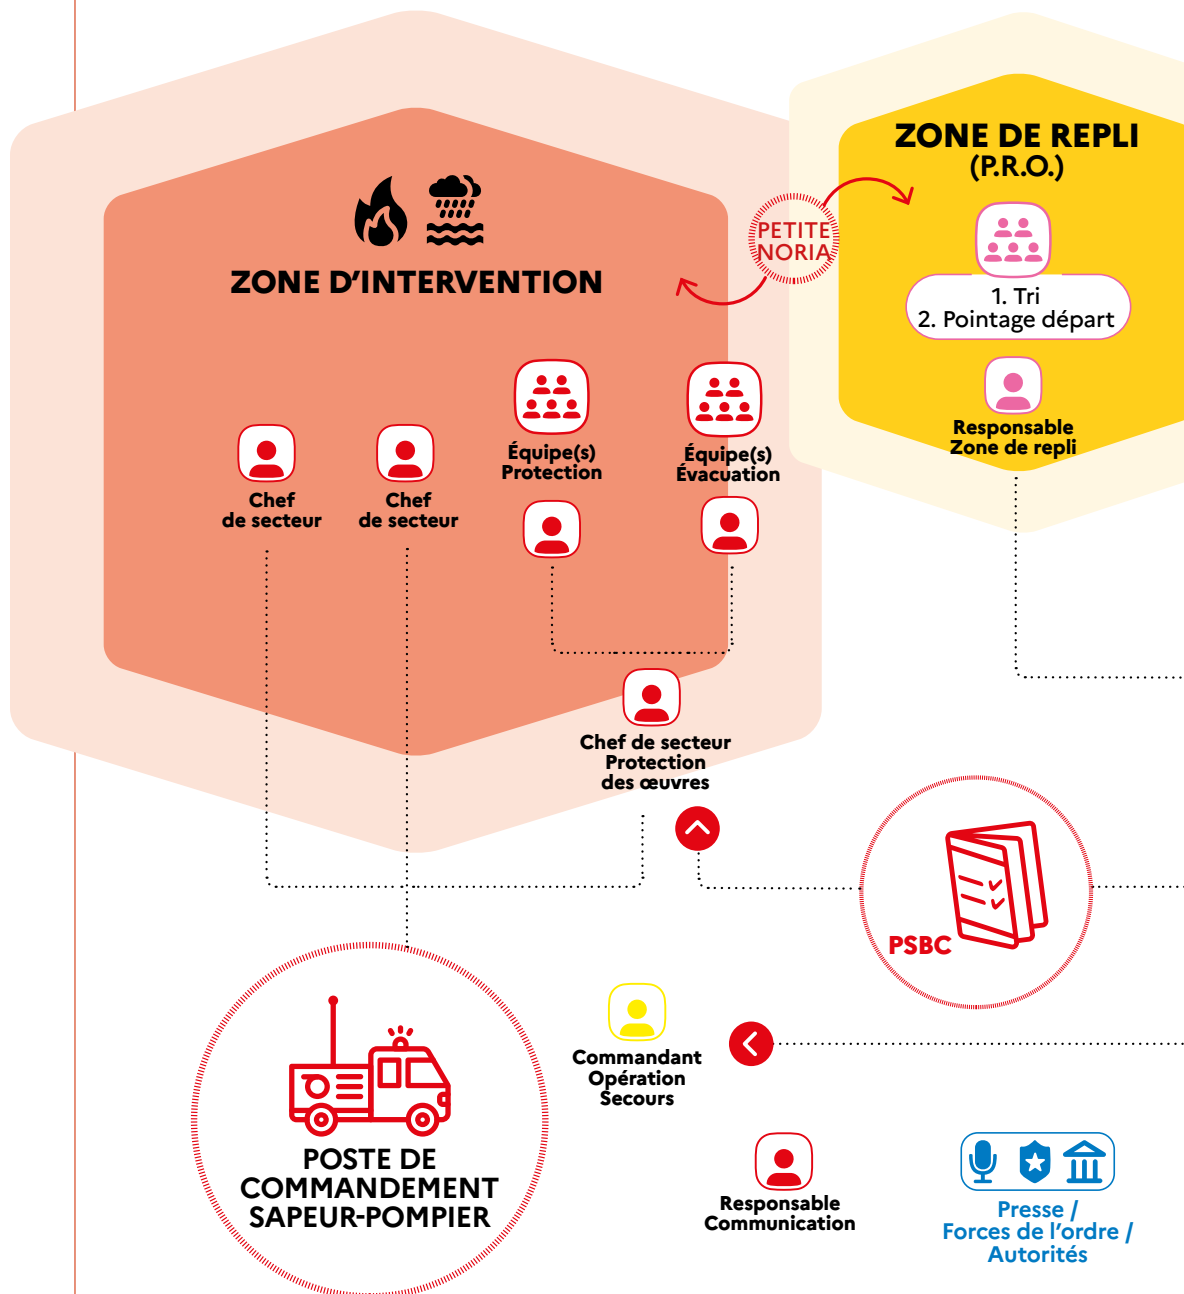 ZONE D'INTERVENTION
PETITE
NORIA
ZONE DE REPLI
(P.R.O.)
1. Tri
2. Pointage départ
Responsable
Zone de repli
Chef
de secteur
Chef
de secteur
Équipe(s)
Protection
Équipe(s)
Évacuation
Chef de secteur
Protection
des œuvres
PSBC
POSTE DE
COMMANDEMENT
SAPEUR-POMPIER
Commandant
Opération
Secours
Responsable
Communication
Presse /
Forces de l'ordre /
Autorités